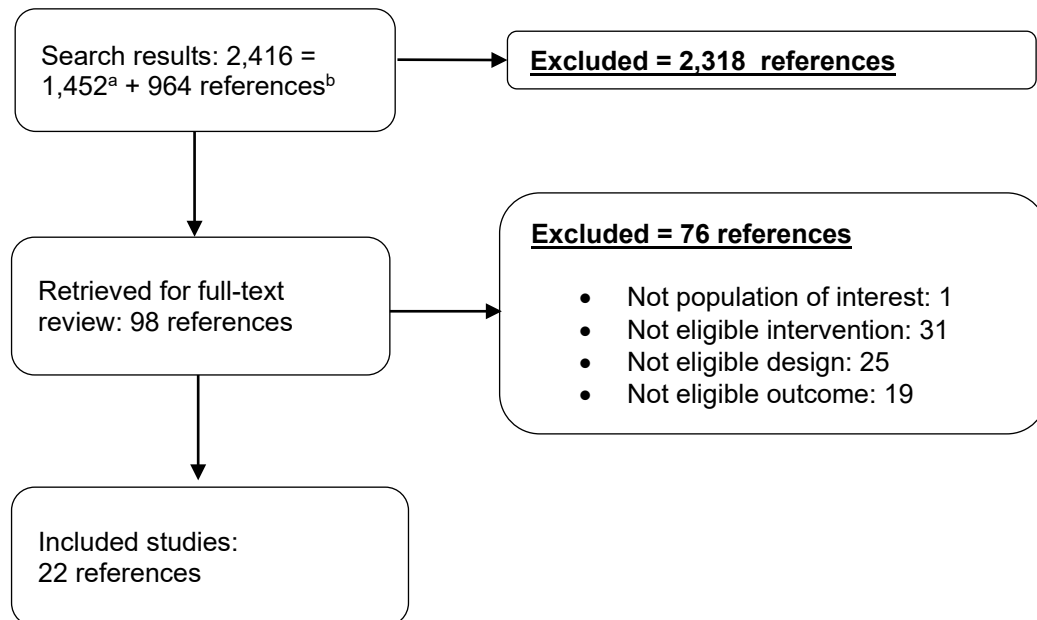 Search results: 2,416 =
1,452ᵃ + 964 referencesᵇ
Excluded = 2,318 references
Retrieved for full-text
review: 98 references
Excluded = 76 references
• Not population of interest: 1
• Not eligible intervention: 31
• Not eligible design: 25
• Not eligible outcome: 19
Included studies:
22 references